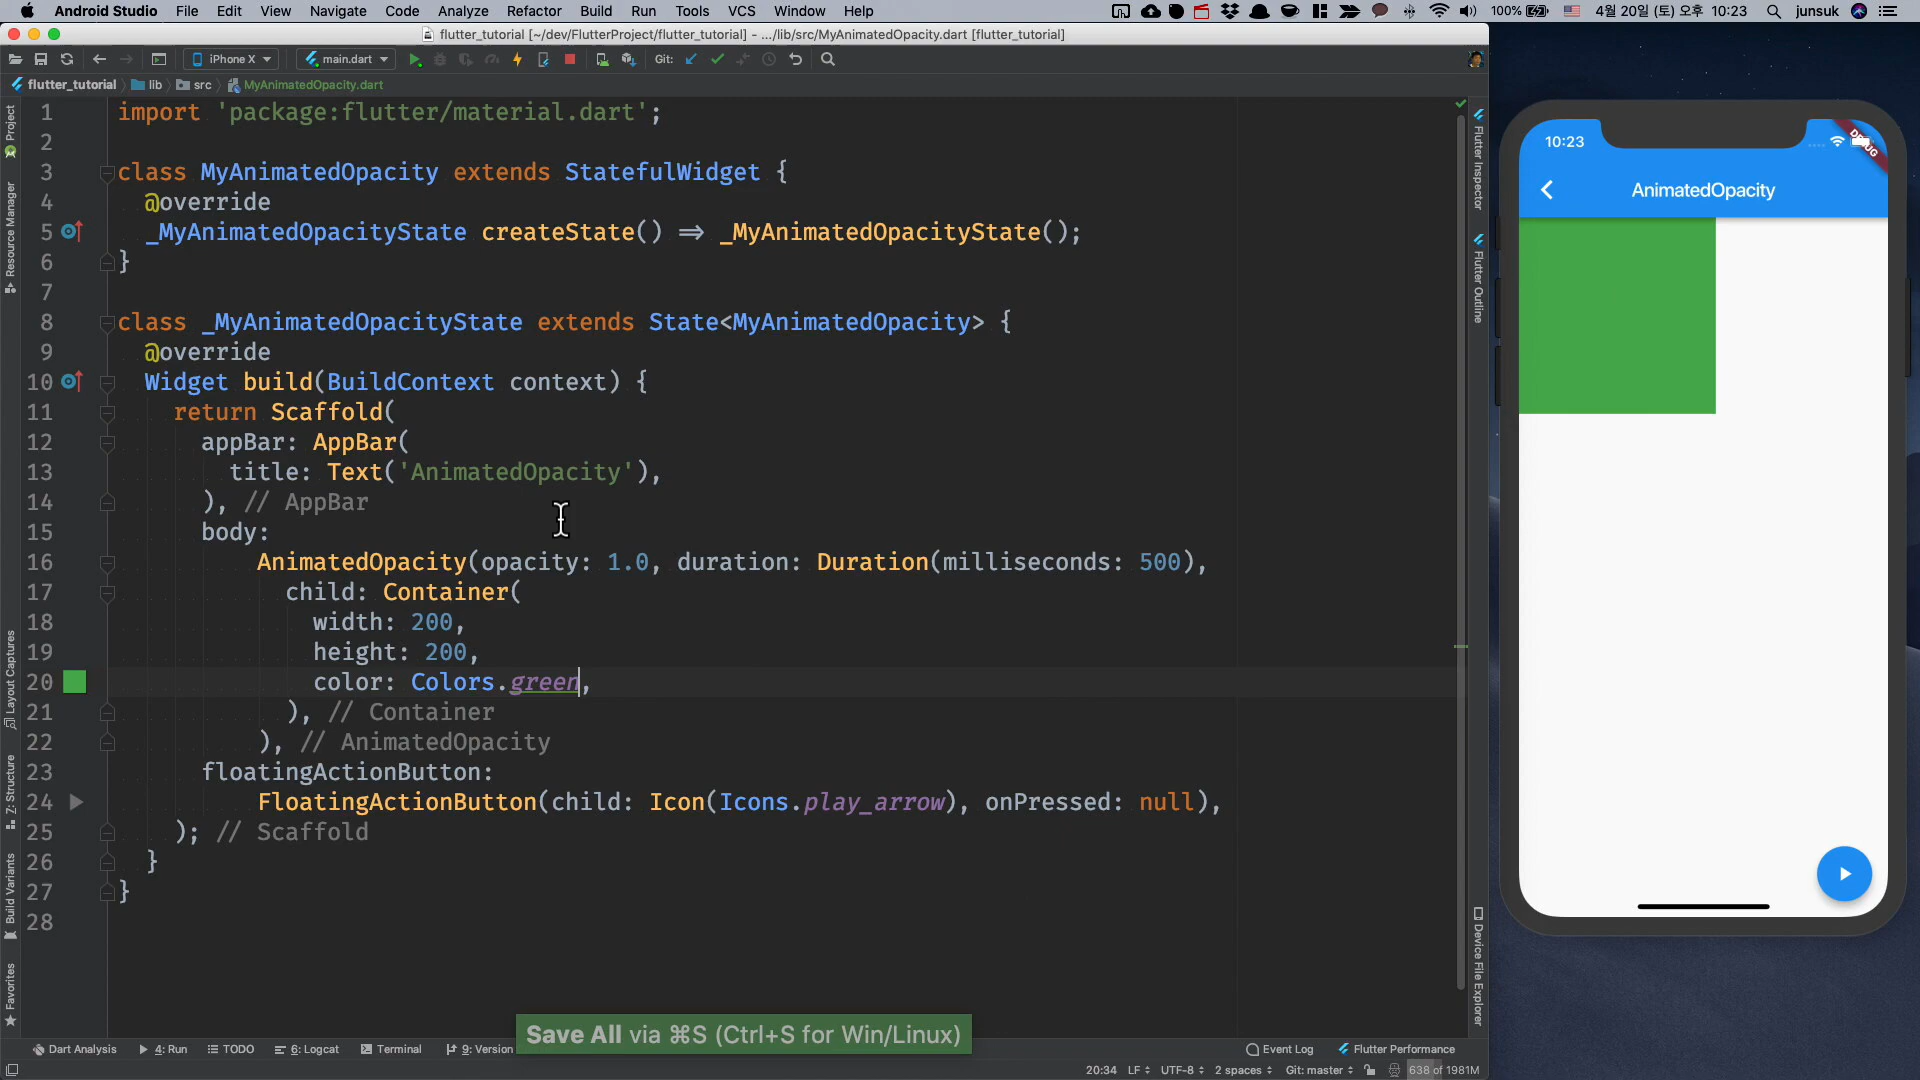 Android Studio File Edit View Navigate Code Analyze Refactor Build Run Tools VCS Window Help 100% 4월 20일 (토) 오후 10:23 junsuk
flutter_tutorial [~/dev/FlutterProject/flutter_tutorial] - .../lib/src/MyAnimatedOpacity.dart [flutter_tutorial]
iPhone X main.dart Git:
flutter_tutorial lib src MyAnimatedOpacity.dart
Project
Resource Manager
Layout Captures
Z: Structure
Build Variants
Favorites
1 import 'package:flutter/material.dart';
2
3 class MyAnimatedOpacity extends StatefulWidget {
4 @override
5 _MyAnimatedOpacityState createState() => _MyAnimatedOpacityState();
6 }
7
8 class _MyAnimatedOpacityState extends State<MyAnimatedOpacity> {
9 @override
10 Widget build(BuildContext context) {
11 return Scaffold(
12 appBar: AppBar(
13 title: Text('AnimatedOpacity'),
14 ), // AppBar
15 body:
16 AnimatedOpacity(opacity: 1.0, duration: Duration(milliseconds: 500),
17 child: Container(
18 width: 200,
19 height: 200,
20 color: Colors.green,
21 ), // Container
22 ), // AnimatedOpacity
23 floatingActionButton:
24 FloatingActionButton(child: Icon(Icons.play_arrow), onPressed: null),
25 ); // Scaffold
26 }
27 }
28
Flutter Inspector
Flutter Outline
Device File Explorer
10:23
DEBUG
AnimatedOpacity
Save All via ⌘S (Ctrl+S for Win/Linux)
Dart Analysis 4: Run TODO 6: Logcat Terminal 9: Version Event Log Flutter Performance
20:34 LF UTF-8 2 spaces Git: master 638 of 1981M